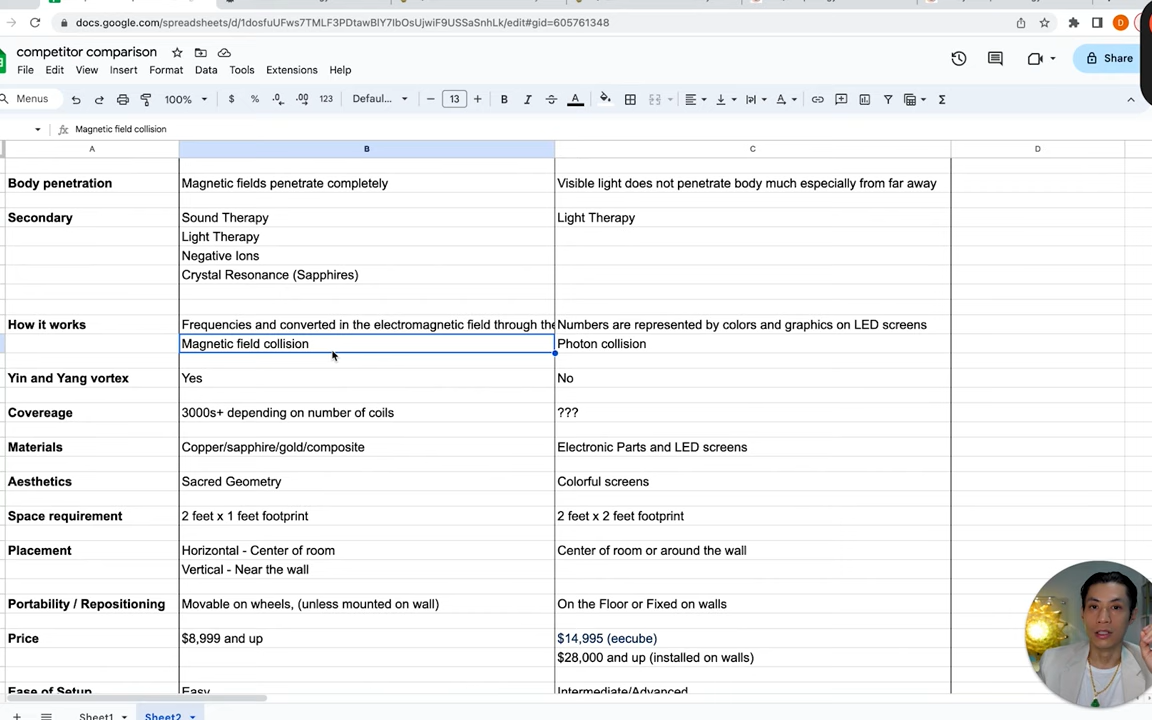 docs.google.com/spreadsheets/d/1dosfuUFws7TMLF3PDtawBlY7IbOsUjwiF9USSaSnhLk/edit#gid=605761348
competitor comparison
File Edit View Insert Format Data Tools Extensions Help
Share
Menus 100% $ % .0 .00 123 Defaul... 13 B I A
fx Magnetic field collision
A B C D
Body penetration Magnetic fields penetrate completely Visible light does not penetrate body much especially from far away
Secondary Sound Therapy Light Therapy
Light Therapy
Negative Ions
Crystal Resonance (Sapphires)
How it works Frequencies and converted in the electromagnetic field through the Numbers are represented by colors and graphics on LED screens
Magnetic field collision Photon collision
Yin and Yang vortex Yes No
Covereage 3000s+ depending on number of coils ???
Materials Copper/sapphire/gold/composite Electronic Parts and LED screens
Aesthetics Sacred Geometry Colorful screens
Space requirement 2 feet x 1 feet footprint 2 feet x 2 feet footprint
Placement Horizontal - Center of room Center of room or around the wall
Vertical - Near the wall
Portability / Repositioning Movable on wheels, (unless mounted on wall) On the Floor or Fixed on walls
Price $8,999 and up $14,995 (eecube)
$28,000 and up (installed on walls)
Ease of Setup Easy Intermediate/Advanced
Sheet1 Sheet2